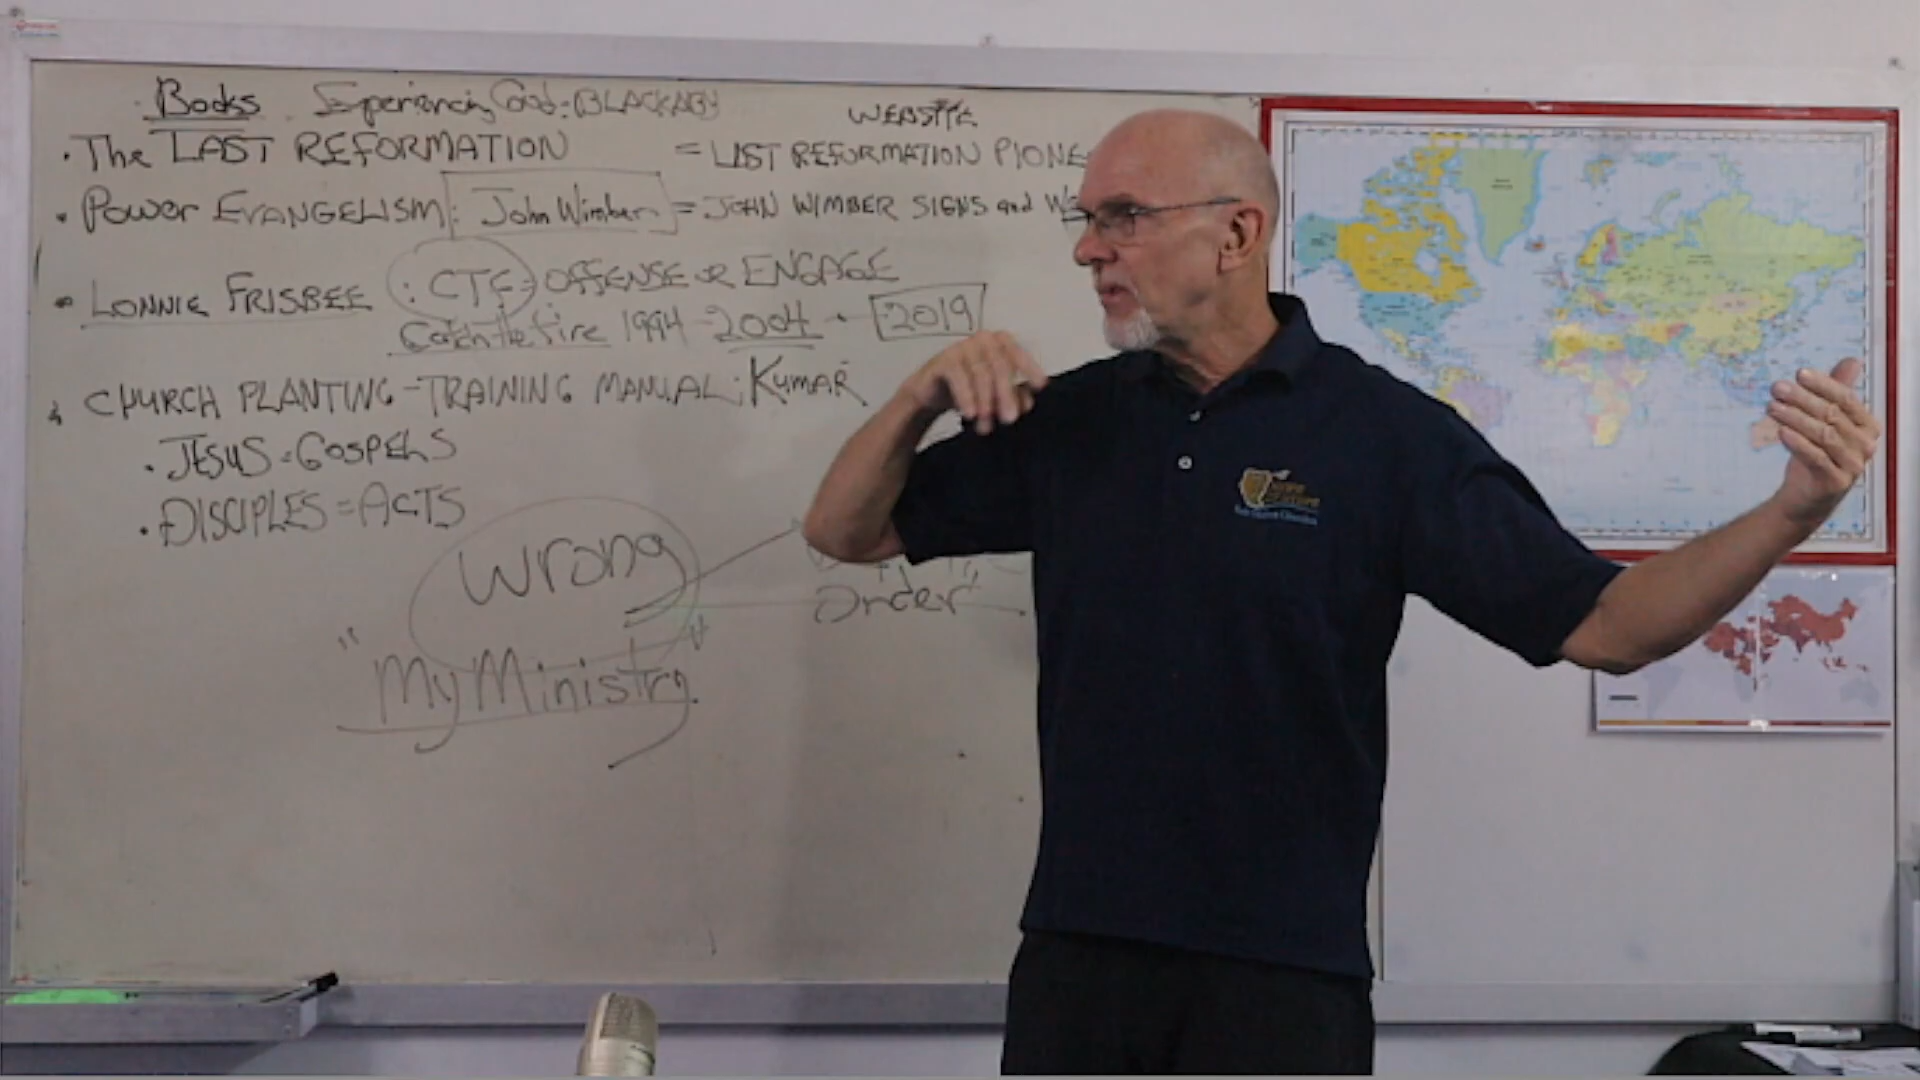 Books Experiencing God: BLACKABY
WEBSITE
· The LAST REFORMATION = LAST REFORMATION PIONE
· POWER EVANGELISM: John Wimber = JOHN WIMBER SIGNS and W
· LONNIE FRISBEE : CTF = OFFENSE OR ENGAGE
Catch the fire 1994 - 2004 · 2019
· CHURCH PLANTING - TRAINING MANUAL: KUMAR
· JESUS = GOSPELS
· DISCIPLES = ACTS
Wrong
Order"
"My Ministry"